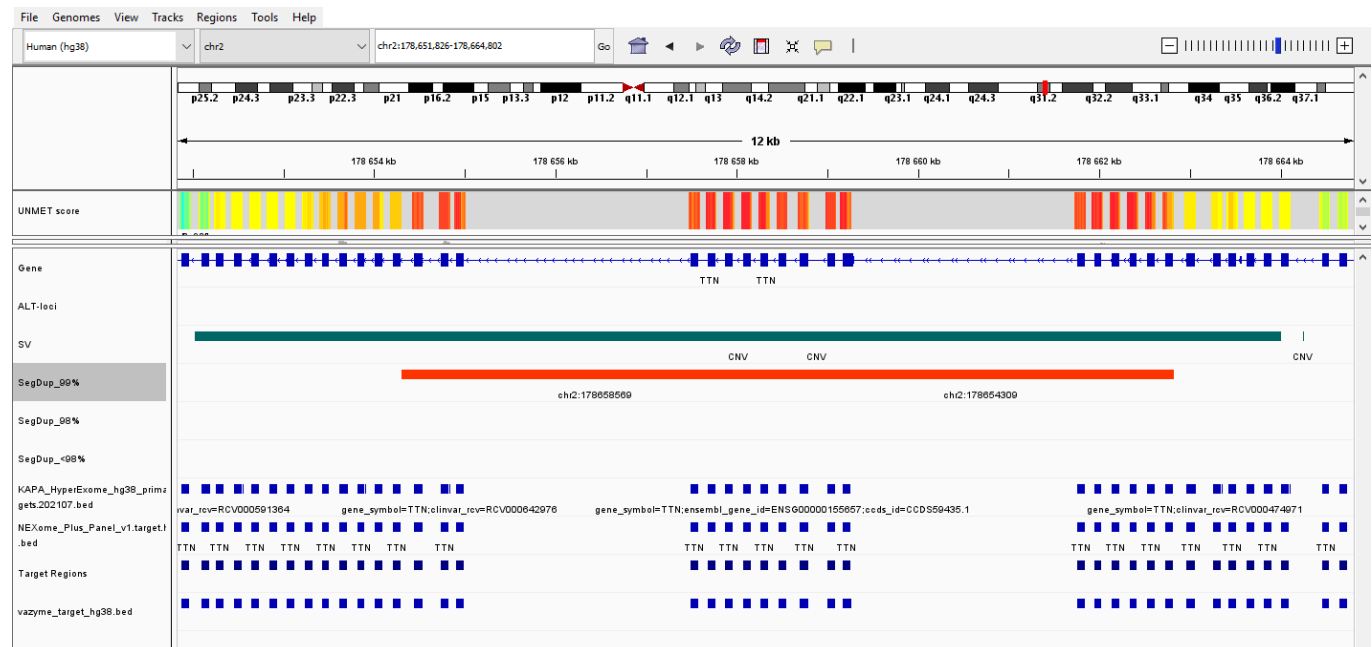 File Genomes View Tracks Regions Tools Help
Human (hg38) chr2 chr2:178,651,826-178,664,802 Go
p25.2 p24.3 p23.3 p22.3 p21 p16.2 p15 p13.3 p12 p11.2 q11.1 q12.1 q13 q14.2 q21.1 q22.1 q23.1 q24.1 q24.3 q31.2 q32.2 q33.1 q34 q35 q36.2 q37.1
12 kb
178 654 kb 178 656 kb 178 658 kb 178 660 kb 178 662 kb 178 664 kb
UNMET score
Gene
TTN TTN
ALT-loci
SV
CNV CNV CNV
SegDup_99%
chr2:178658569 chr2:178654309
SegDup_98%
SegDup_<98%
KAPA_HyperExome_hg38_prima
gets.202107.bed
var_rcv=RCV000591364 gene_symbol=TTN;clinvar_rcv=RCV000642976 gene_symbol=TTN;ensembl_gene_id=ENSG00000155657;ccds_id=CCDS59435.1 gene_symbol=TTN;clinvar_rcv=RCV000474971
NEXome_Plus_Panel_v1.target.h
.bed
TTN TTN TTN TTN TTN TTN TTN TTN TTN TTN TTN TTN TTN TTN TTN TTN TTN TTN TTN TTN
Target Regions
vazyme_target_hg38.bed